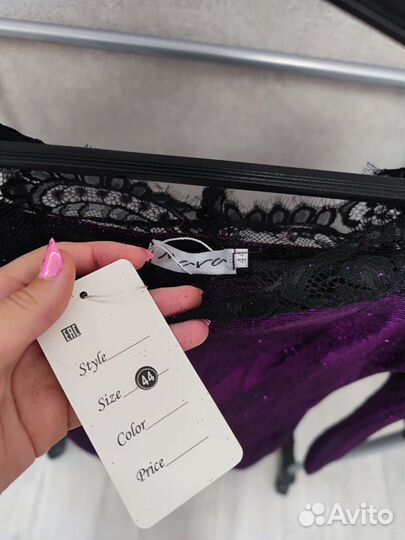 EAC
Style
Size 44
Color
Price
Avito